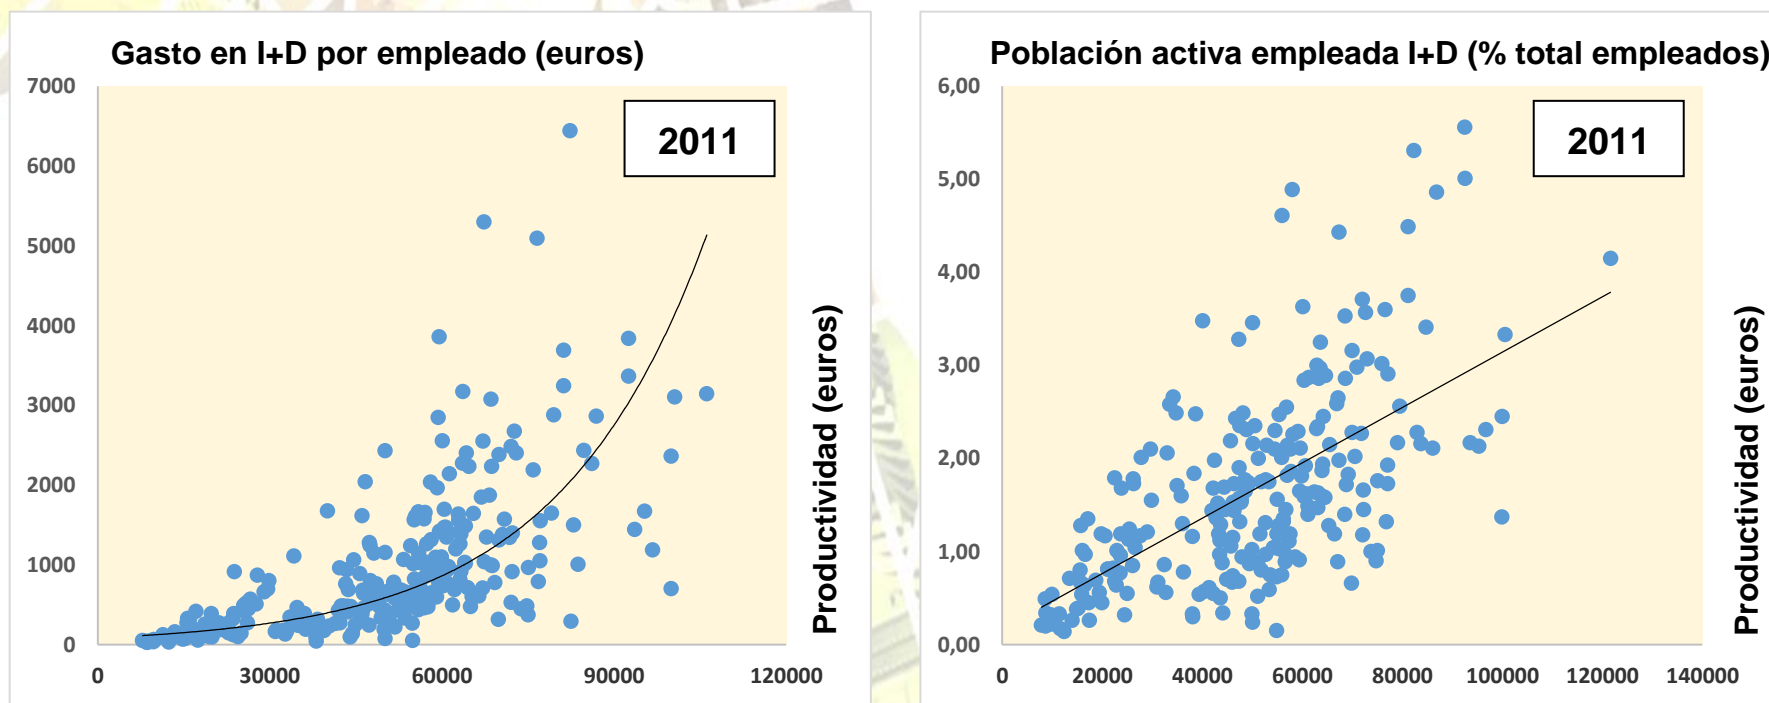 Gasto en I+D por empleado (euros)
7000
6000
5000
4000
3000
2000
1000
0
2011
0 30000 60000 90000 120000
Productividad (euros)
Población activa empleada I+D (% total empleados)
6,00
5,00
4,00
3,00
2,00
1,00
0,00
2011
0 20000 40000 60000 80000 100000 120000 140000
Productividad (euros)